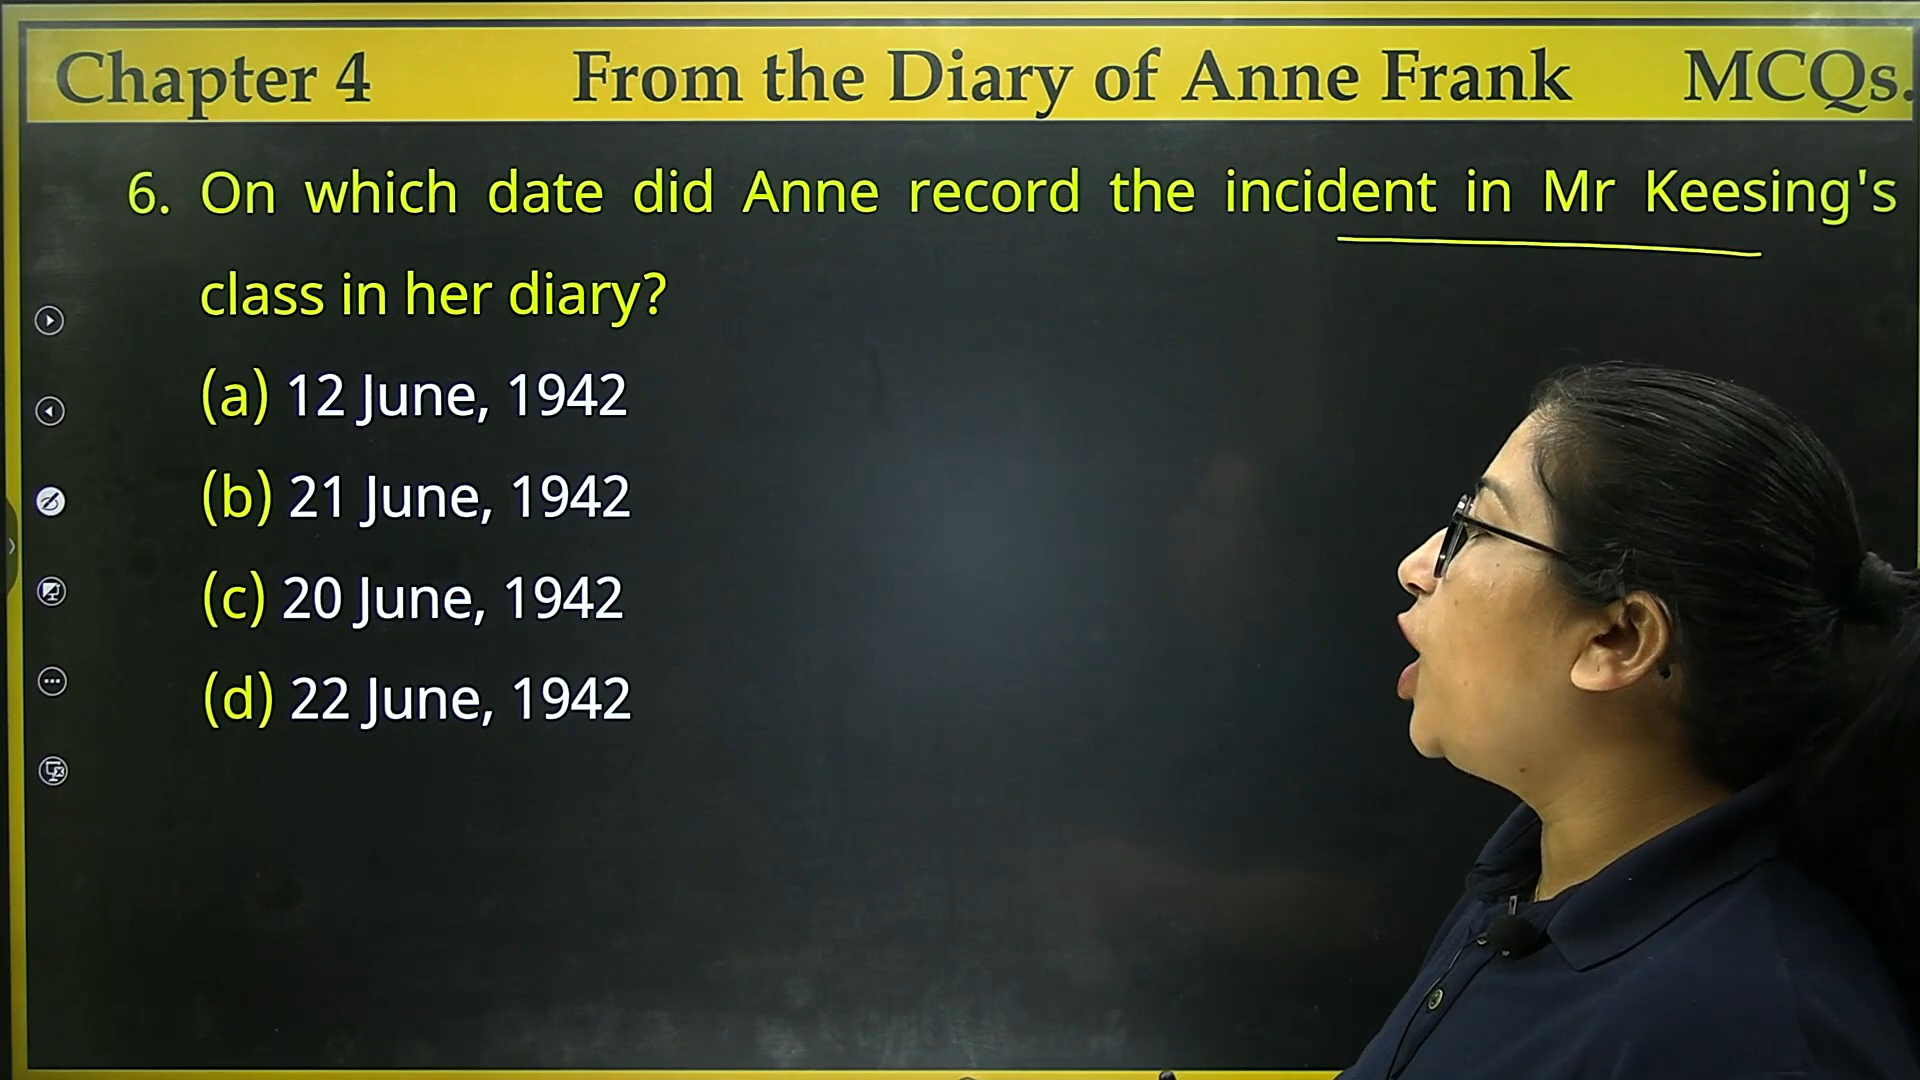 Chapter 4 From the Diary of Anne Frank MCQs.
6. On which date did Anne record the incident in Mr Keesing's
class in her diary?
(a) 12 June, 1942
(b) 21 June, 1942
(c) 20 June, 1942
(d) 22 June, 1942